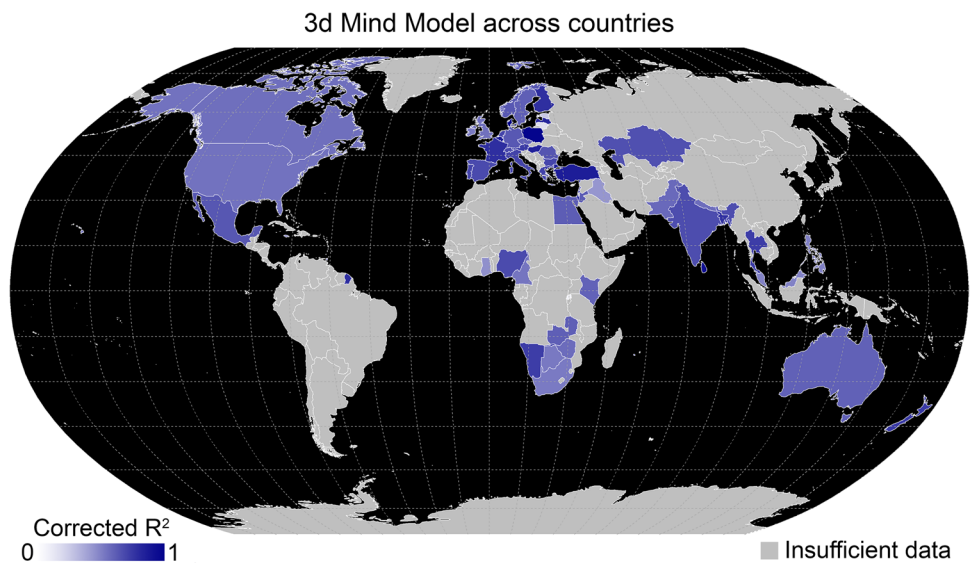 3d Mind Model across countries
Corrected R²
0 1
Insufficient data